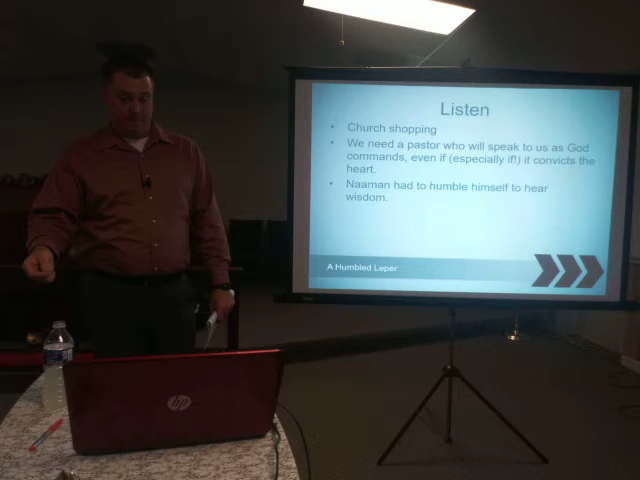 Listen
• Church shopping
• We need a pastor who will speak to us as God
commands, even if (especially if!) it convicts the
heart.
• Naaman had to humble himself to hear
wisdom.
A Humbled Leper
hp